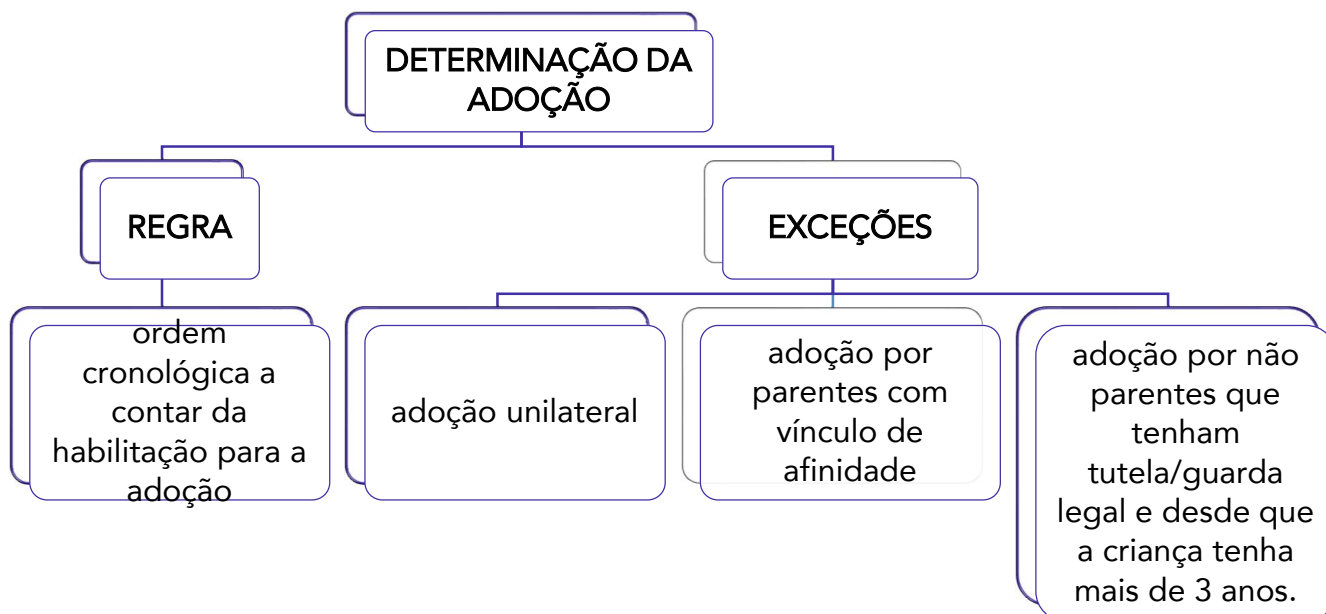 DETERMINAÇÃO DA
ADOÇÃO
REGRA
EXCEÇÕES
ordem
cronológica a
contar da
habilitação para a
adoção
adoção unilateral
adoção por
parentes com
vínculo de
afinidade
adoção por não
parentes que
tenham
tutela/guarda
legal e desde que
a criança tenha
mais de 3 anos.